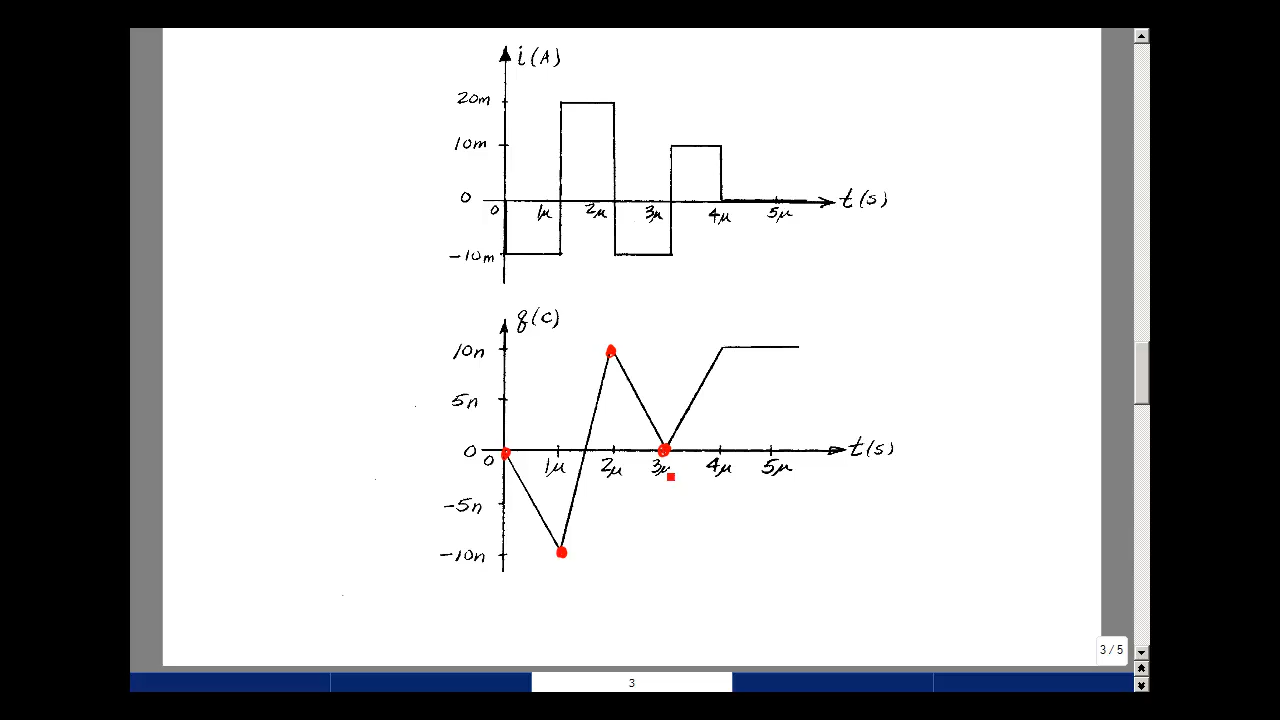 i(A)
20m
10m
0
t(s)
0 1μ 2μ 3μ 4μ 5μ
-10m
q(c)
10n
5n
0
t(s)
0 1μ 2μ 3μ 4μ 5μ
-5n
-10n
3 / 5
3